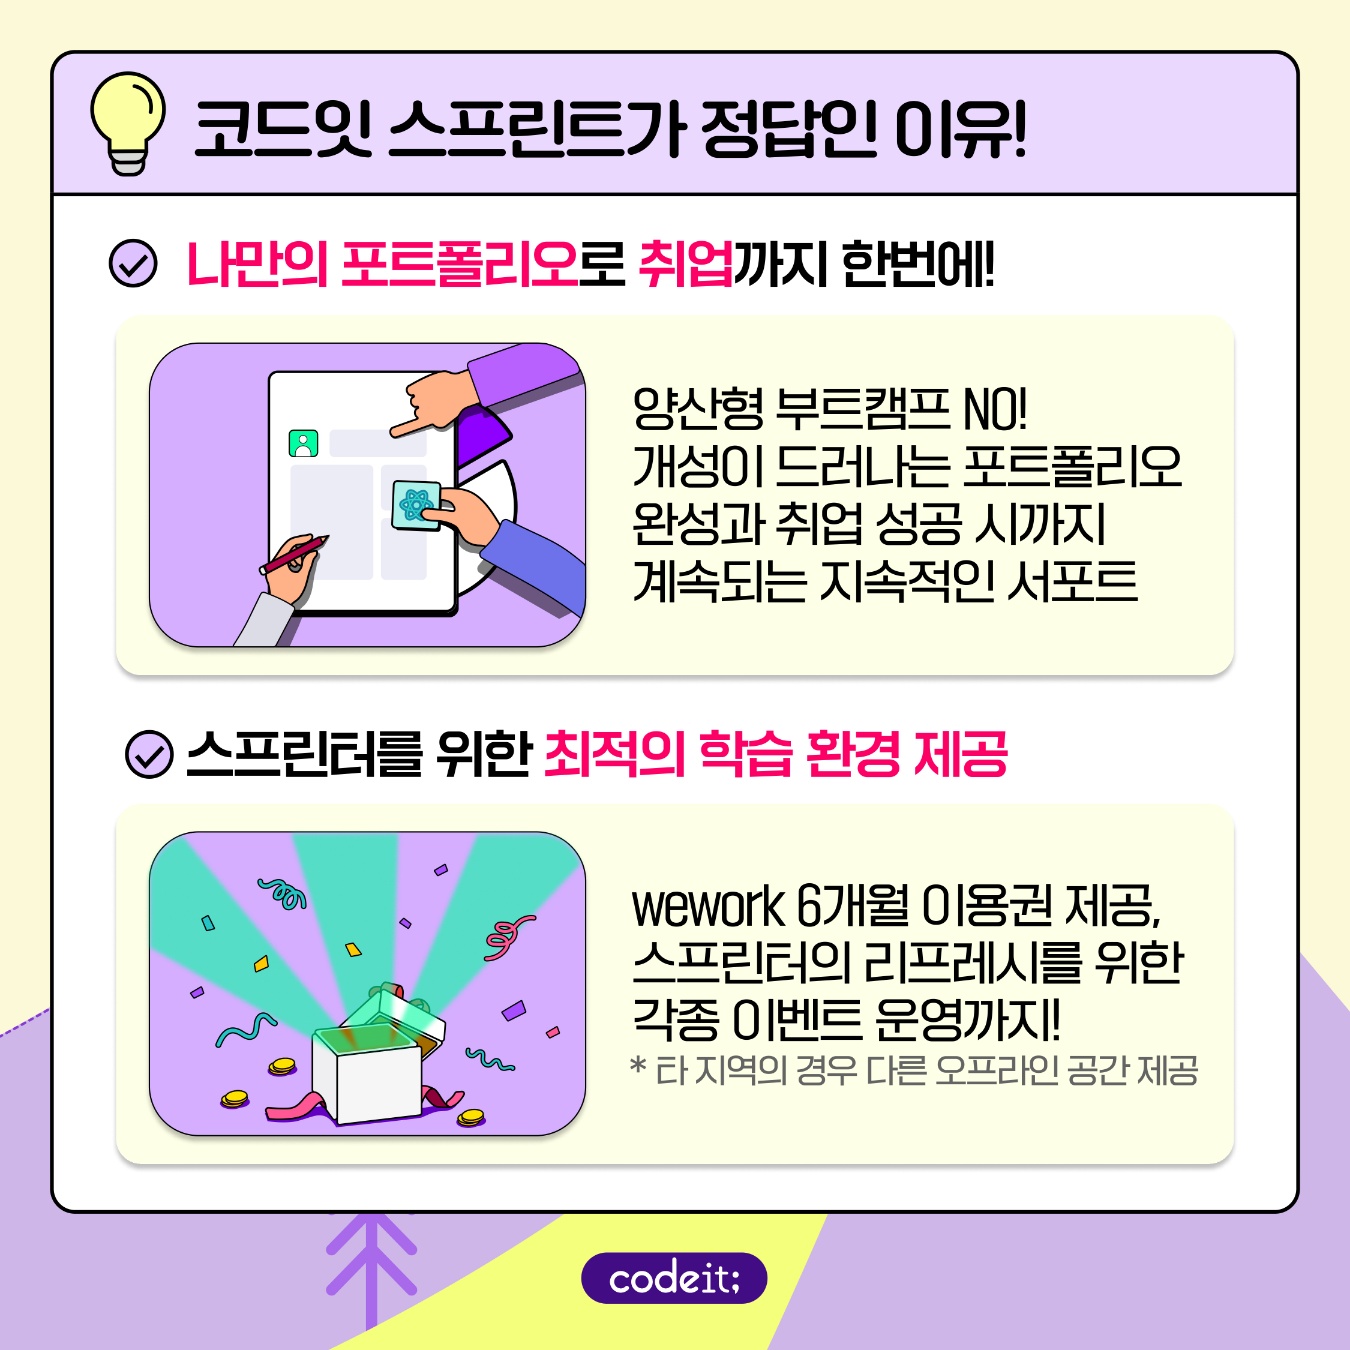 코드잇 스프린트가 정답인 이유!
나만의 포트폴리오로 취업까지 한번에!
양산형 부트캠프 NO!
개성이 드러나는 포트폴리오
완성과 취업 성공 시까지
계속되는 지속적인 서포트
스프린터를 위한 최적의 학습 환경 제공
wework 6개월 이용권 제공,
스프린터의 리프레시를 위한
각종 이벤트 운영까지!
* 타 지역의 경우 다른 오프라인 공간 제공
codeit;